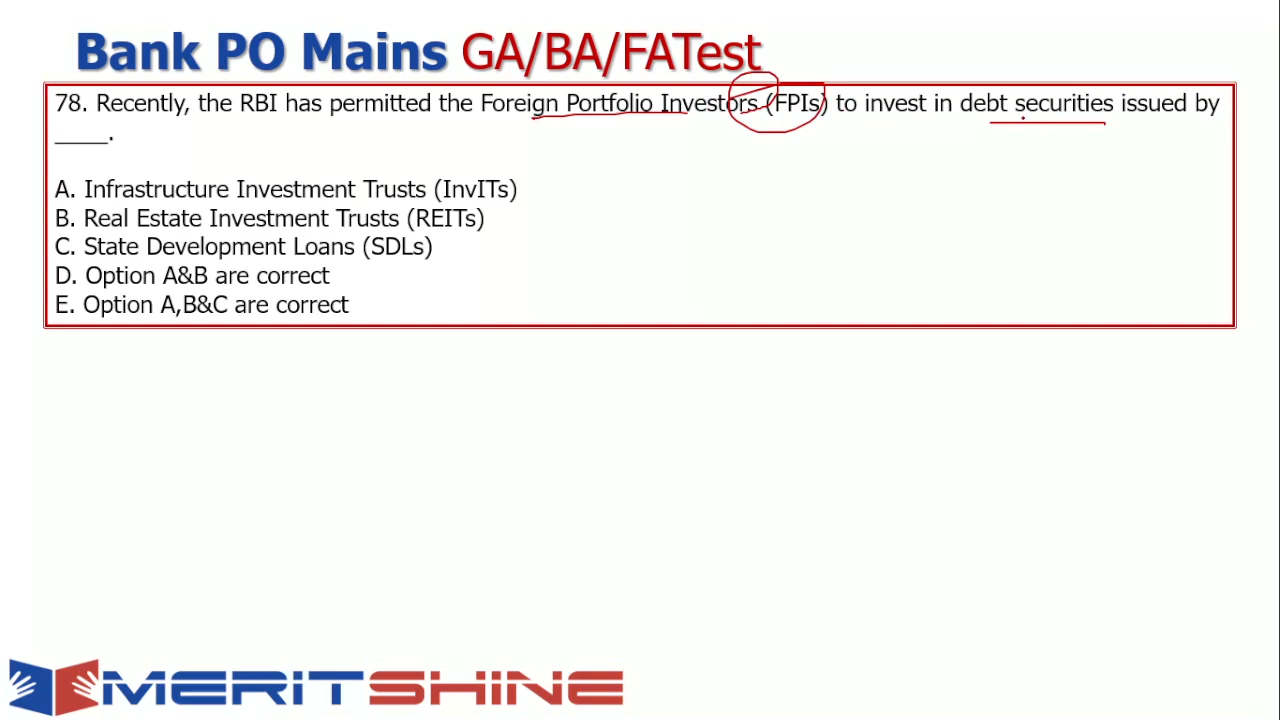 Bank PO Mains GA/BA/FATest
78. Recently, the RBI has permitted the Foreign Portfolio Investors (FPIs) to invest in debt securities issued by
____.
A. Infrastructure Investment Trusts (InvITs)
B. Real Estate Investment Trusts (REITs)
C. State Development Loans (SDLs)
D. Option A&B are correct
E. Option A,B&C are correct
MERITSHINE